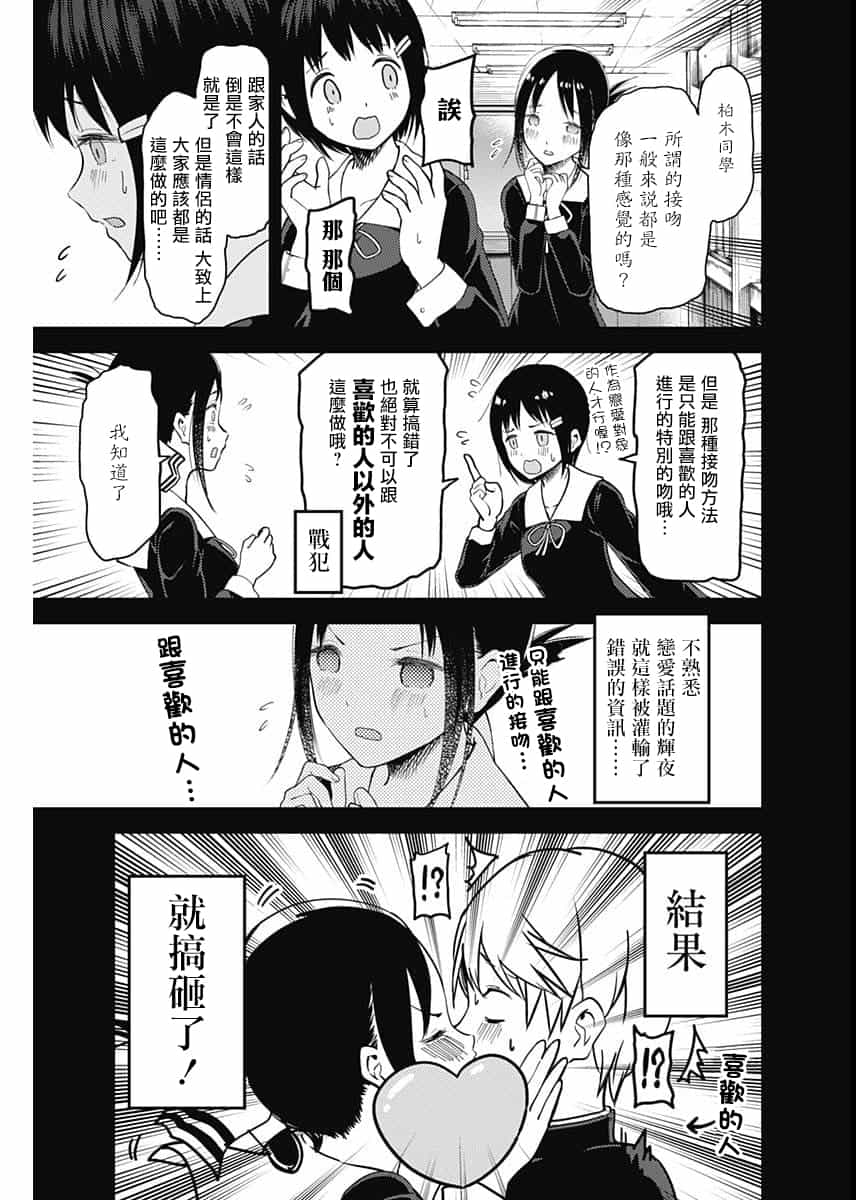 柏木同學
所謂的接吻
一般來說都是
像那種感覺的嗎？
誒
那 那個
跟家人的話
倒是不會這樣
就是了 但是情侶的話 大致上
大家應該都是
這麼做的吧……
但是 那種接吻方法
是只能跟喜歡的人
進行的特別的吻哦…
作為戀愛對象
的人才行喔!?
就算搞錯了
也絕對不可以跟
喜歡的人以外的人
這麼做哦？
戰犯
我知道了
不熟悉
戀愛話題的輝夜
就這樣被灌輸了
錯誤的資訊……
只能跟喜歡的人
進行的接吻…
跟喜歡的人…
結果
!?
!?
喜歡的人
←
就搞砸了！